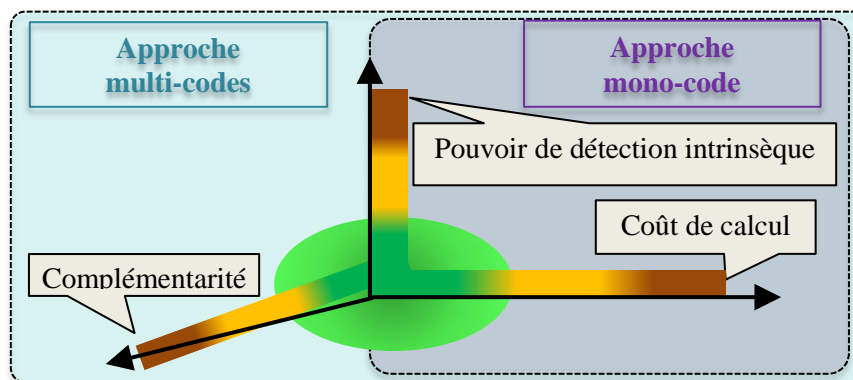 Approche
multi-codes
Approche
mono-code
Pouvoir de détection intrinsèque
Coût de calcul
Complémentarité